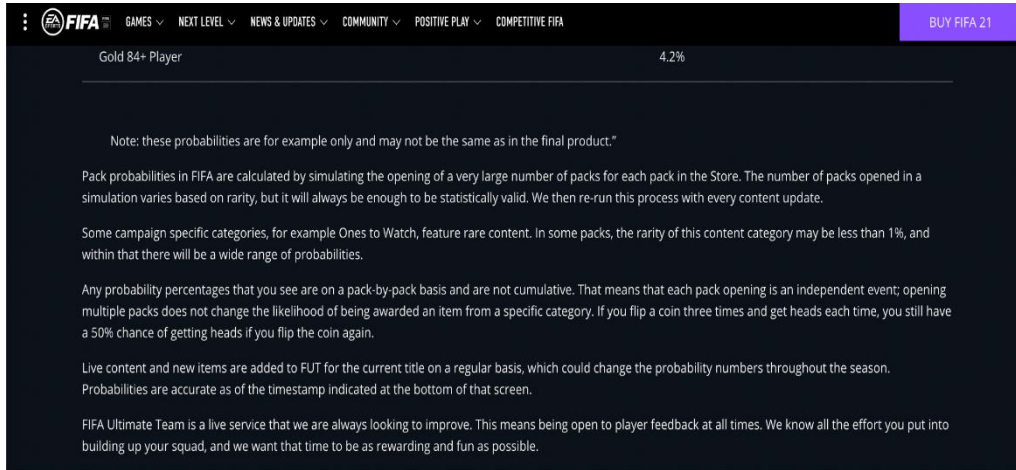 EA SPORTS FIFA GAMES NEXT LEVEL NEWS & UPDATES COMMUNITY POSITIVE PLAY COMPETITIVE FIFA BUY FIFA 21
Gold 84+ Player 4.2%
Note: these probabilities are for example only and may not be the same as in the final product."
Pack probabilities in FIFA are calculated by simulating the opening of a very large number of packs for each pack in the Store. The number of packs opened in a
simulation varies based on rarity, but it will always be enough to be statistically valid. We then re-run this process with every content update.
Some campaign specific categories, for example Ones to Watch, feature rare content. In some packs, the rarity of this content category may be less than 1%, and
within that there will be a wide range of probabilities.
Any probability percentages that you see are on a pack-by-pack basis and are not cumulative. That means that each pack opening is an independent event; opening
multiple packs does not change the likelihood of being awarded an item from a specific category. If you flip a coin three times and get heads each time, you still have
a 50% chance of getting heads if you flip the coin again.
Live content and new items are added to FUT for the current title on a regular basis, which could change the probability numbers throughout the season.
Probabilities are accurate as of the timestamp indicated at the bottom of that screen.
FIFA Ultimate Team is a live service that we are always looking to improve. This means being open to player feedback at all times. We know all the effort you put into
building up your squad, and we want that time to be as rewarding and fun as possible.